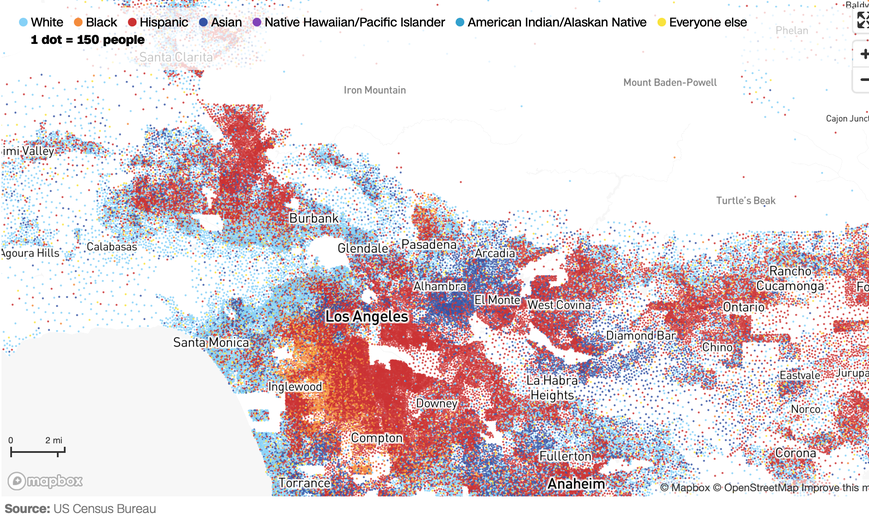 White Black Hispanic Asian Native Hawaiian/Pacific Islander American Indian/Alaskan Native Everyone else
1 dot = 150 people
Phelan
Santa Clarita
Mount Baden-Powell
Iron Mountain
Cajon Junct
imi Valley
Turtle's Beak
Burbank
Calabasas
Glendale
Pasadena
Agoura Hills
Arcadia
Rancho
Cucamonga
Alhambra
El Monte
West Covina
Ontario
Fo
Los Angeles
Santa Monica
Diamond Bar
Chino
Inglewood
La Habra
Heights
Eastvale
Jurupa
Downey
Norco
Compton
0 2 mi
Fullerton
Corona
mapbox
Torrance
Anaheim
© Mapbox © OpenStreetMap Improve this m
Source: US Census Bureau